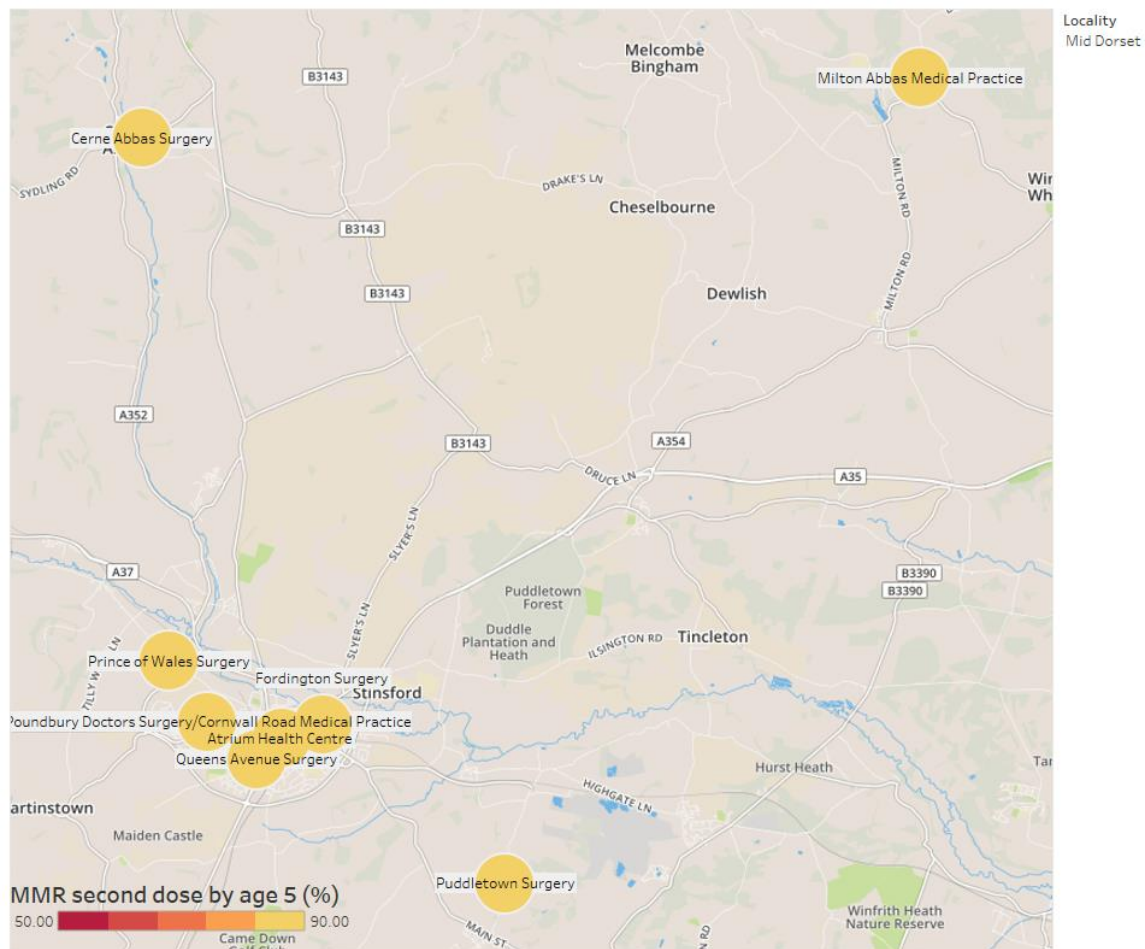 Locality
Mid Dorset
Melcombe
Bingham
B3143
Milton Abbas Medical Practice
Cerne Abbas Surgery
SYDLING RD
DRAKE'S LN
MILTON RD
Cheselbourne
B3143
MILTON RD
B3143
Dewlish
A352
B3143
A354
DRUCE LN
A35
SLYER'S LN
A37
B3390
B3390
Puddletown
Forest
Duddle
Plantation and
Heath
ILSINGTON RD
Tincleton
SLYER'S LN
Prince of Wales Surgery
Fordington Surgery
Stinsford
Poundbury Doctors Surgery/Cornwall Road Medical Practice
Atrium Health Centre
Queens Avenue Surgery
Hurst Heath
HIGHGATE LN
artinstown
Maiden Castle
MMR second dose by age 5 (%)
50.00
90.00
Puddletown Surgery
Winfrith Heath
Nature Reserve
MAIN ST
Came Down